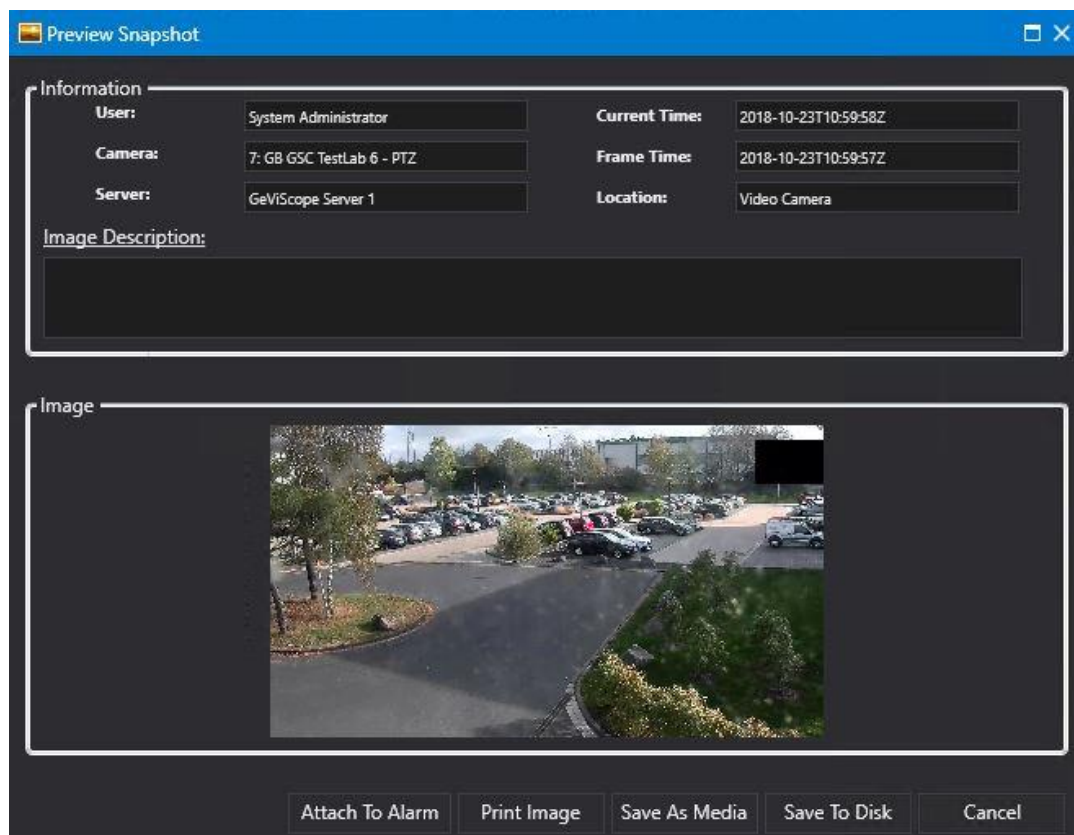 Preview Snapshot
Information
User: System Administrator Current Time: 2018-10-23T10:59:58Z
Camera: 7: GB GSC TestLab 6 - PTZ Frame Time: 2018-10-23T10:59:57Z
Server: GeViScope Server 1 Location: Video Camera
Image Description:
Image
Attach To Alarm Print Image Save As Media Save To Disk Cancel